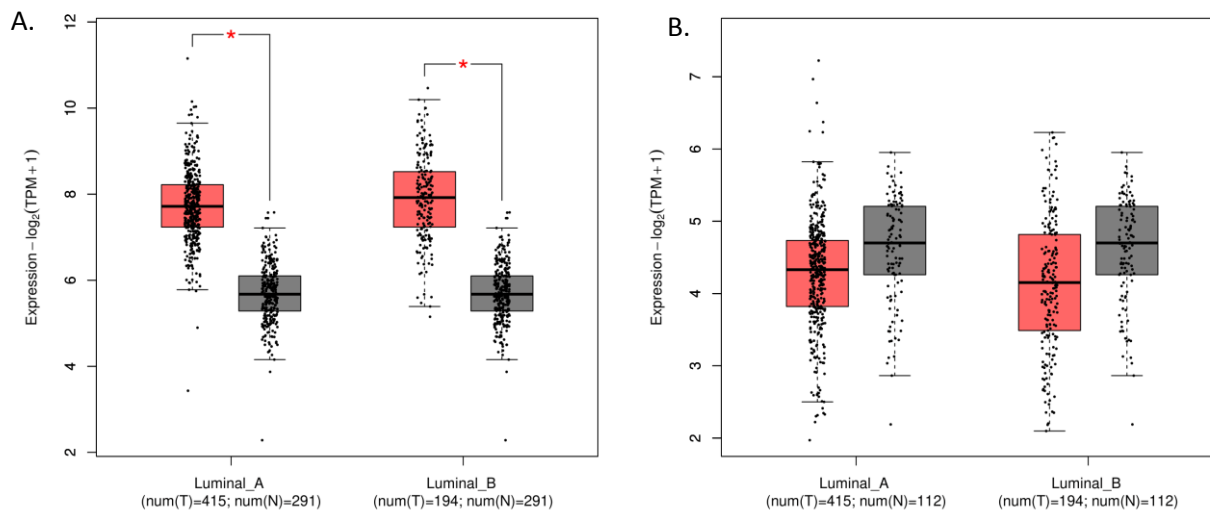 A.
Expression − log2(TPM + 1)
12
10
8
6
4
2
*
*
Luminal_A
(num(T)=415; num(N)=291)
Luminal_B
(num(T)=194; num(N)=291)
B.
Expression − log2(TPM + 1)
7
6
5
4
3
2
Luminal_A
(num(T)=415; num(N)=112)
Luminal_B
(num(T)=194; num(N)=112)